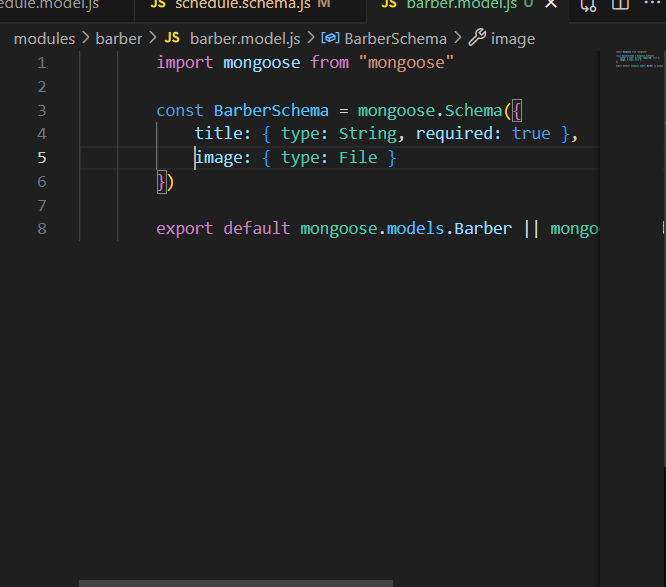 edule.model.js JS schedule.schema.js M JS barber.model.js U
modules > barber > JS barber.model.js > BarberSchema > image
1 import mongoose from "mongoose"
2
3 const BarberSchema = mongoose.Schema({
4 title: { type: String, required: true },
5 image: { type: File }
6 })
7
8 export default mongoose.models.Barber || mongo